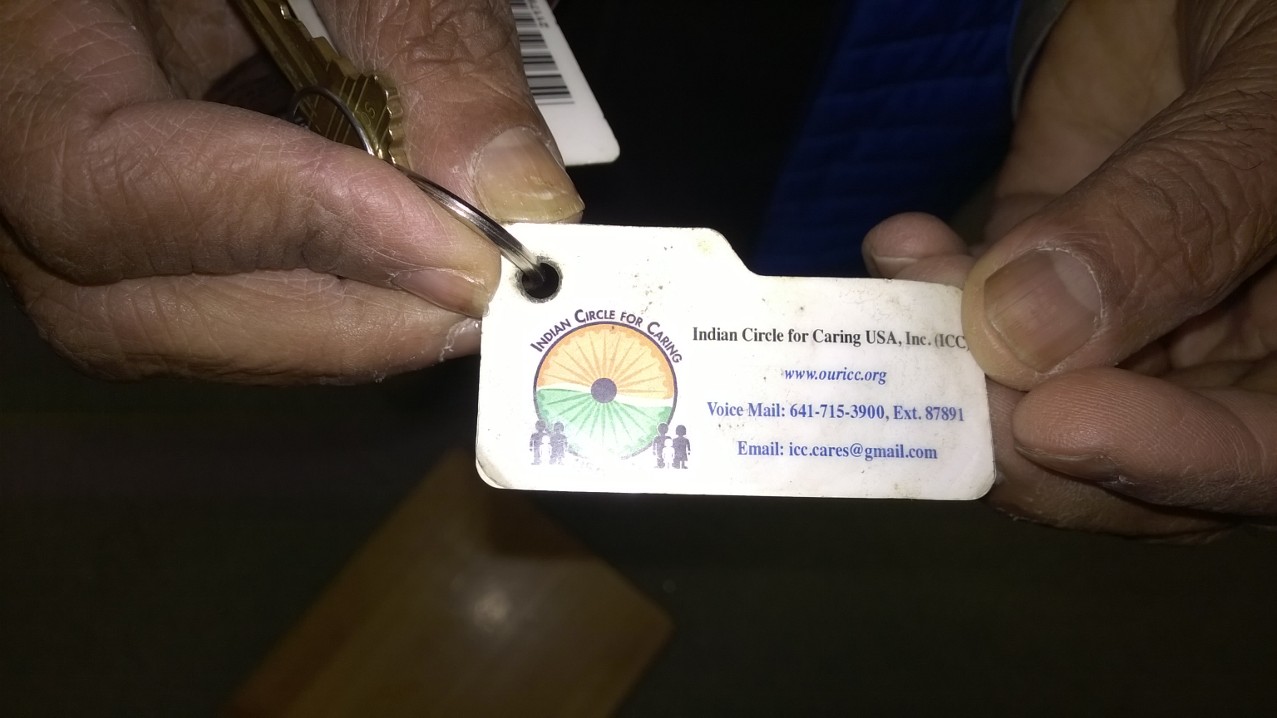 INDIAN CIRCLE FOR CARING
Indian Circle for Caring USA, Inc. (ICC)
www.ouricc.org
Voice Mail: 641-715-3900, Ext. 87891
Email: icc.cares@gmail.com